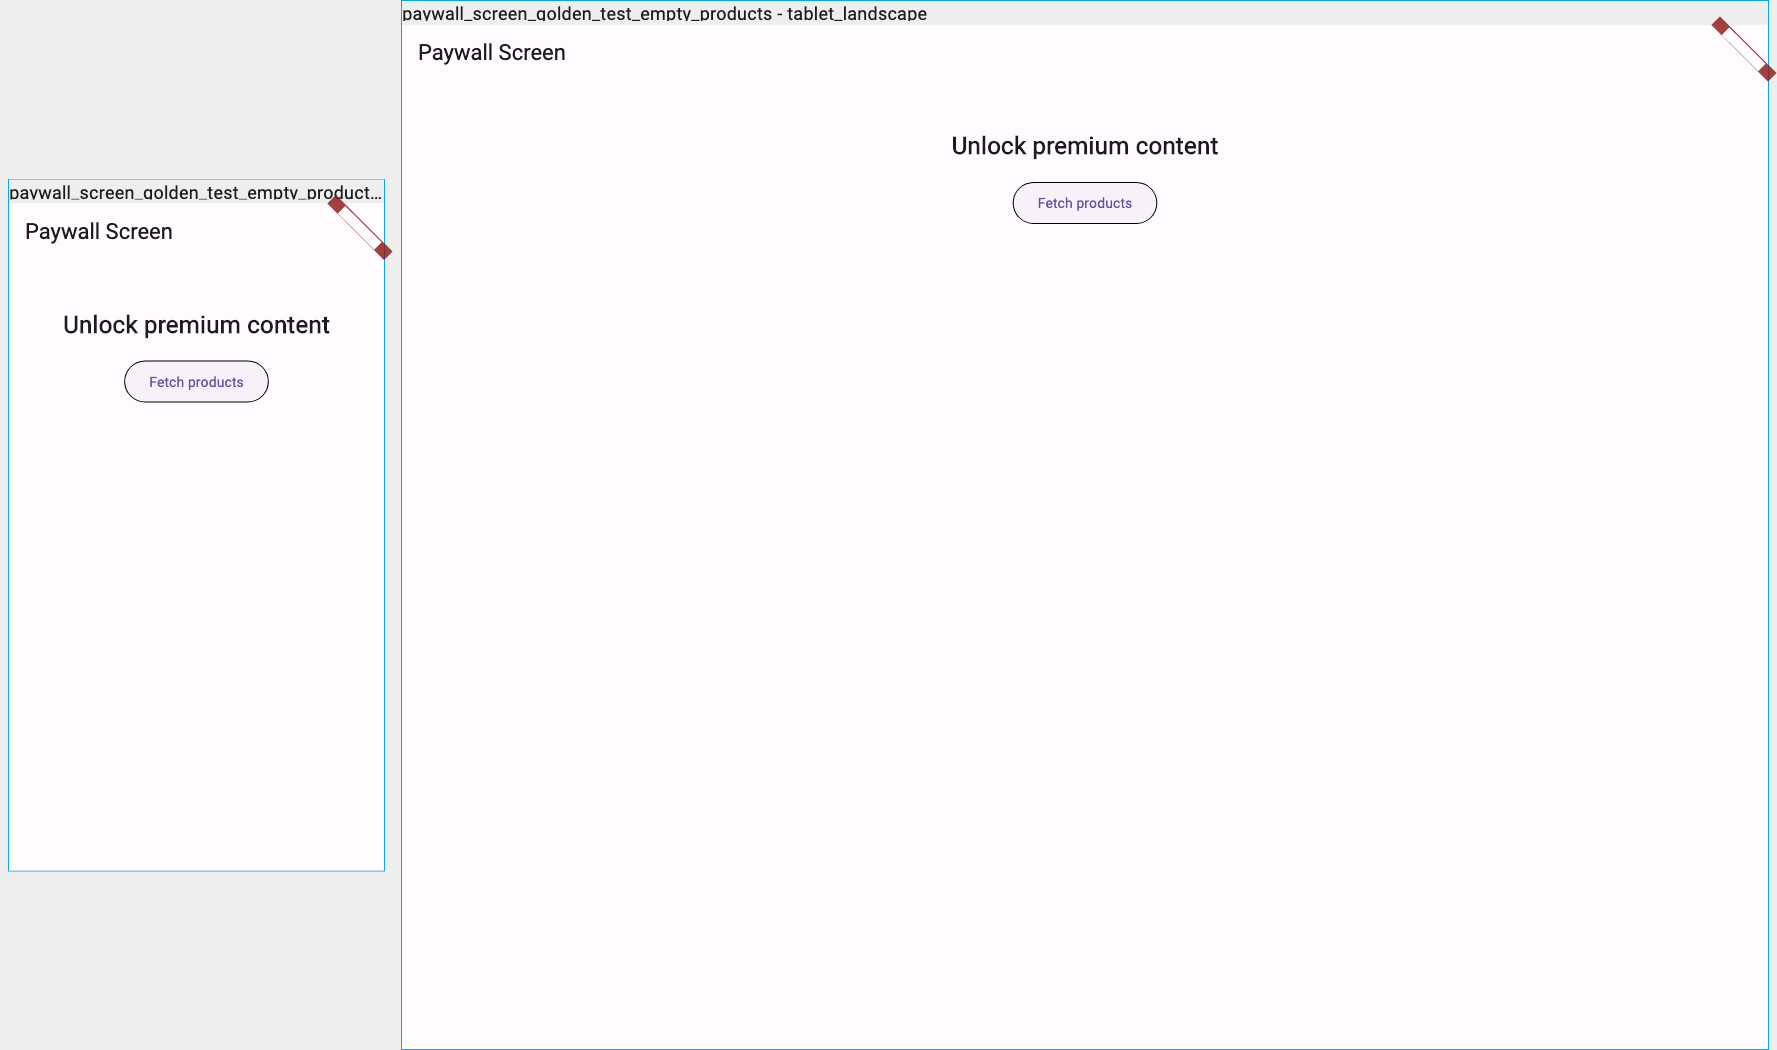 paywall_screen_golden_test_empty_products - tablet_landscape
Paywall Screen
Unlock premium content
Fetch products
paywall_screen_golden_test_empty_product...
Paywall Screen
Unlock premium content
Fetch products